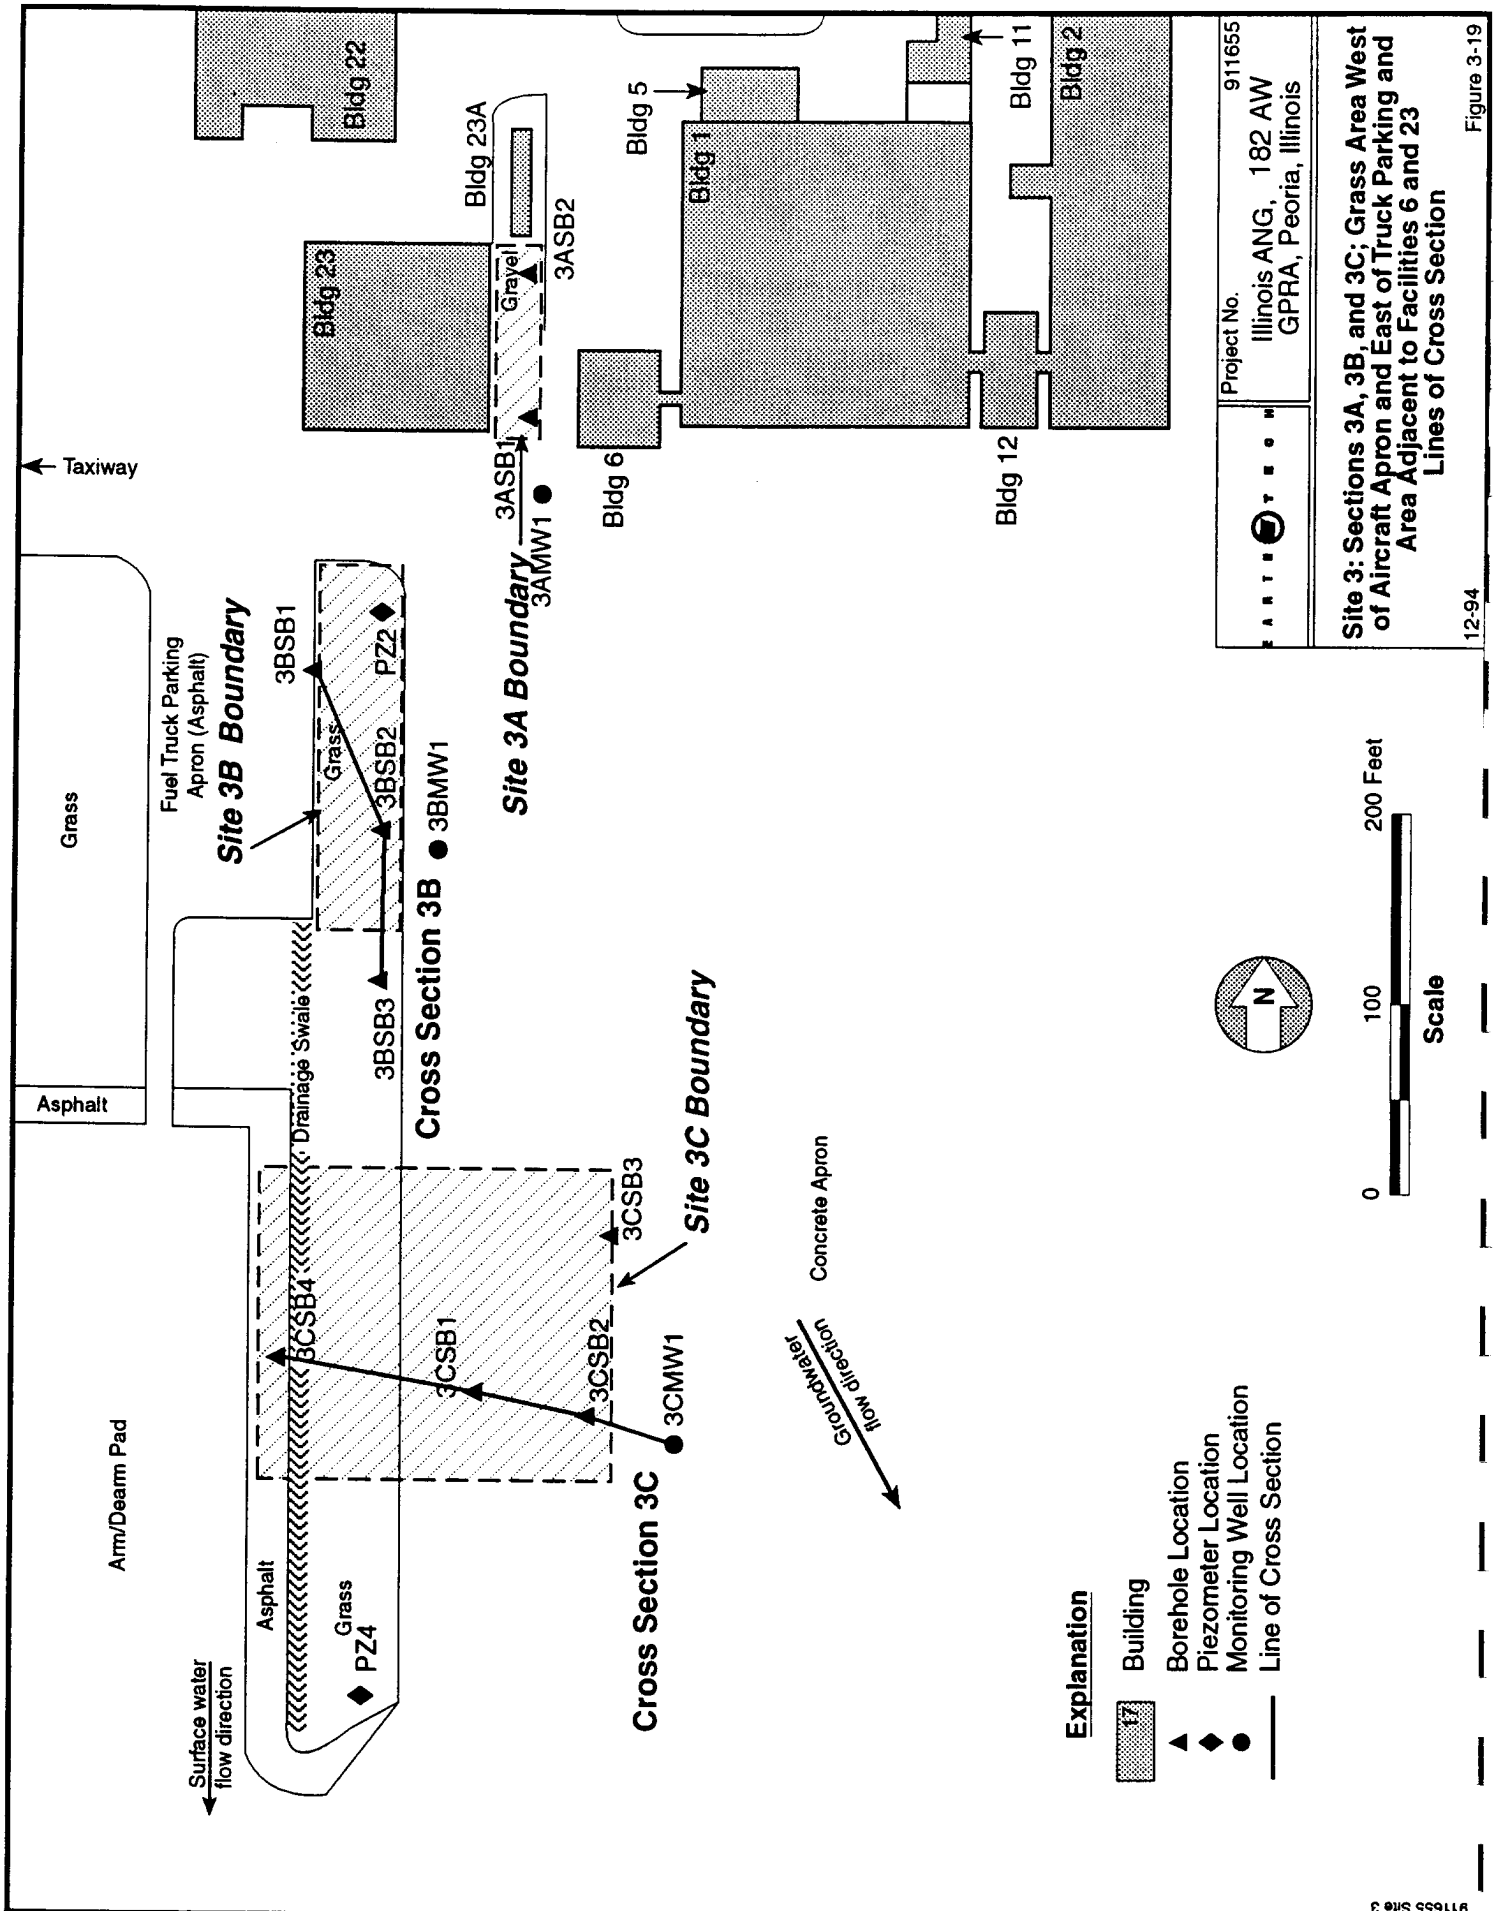 Taxiway
Grass
Asphalt
Arm/Dearm Pad
Fuel Truck Parking
Apron (Asphalt)
Site 3B Boundary
Surface water
flow direction
Asphalt
Drainage Swale
3BSB1
Grass
PZ2
3BSB2
3BSB3
3BMW1
Cross Section 3B
Grass
PZ4
3CSB4
3CSB1
3CSB2
3CSB3
3CMW1
Cross Section 3C
Site 3C Boundary
Bldg 22
Bldg 23
Bldg 23A
Gravel
3ASB2
3ASB1
3AMW1
Site 3A Boundary
Bldg 6
Bldg 5
Bldg 1
Bldg 11
Bldg 2
Bldg 12
Concrete Apron
Groundwater
flow direction
Explanation
17
Building
Borehole Location
Piezometer Location
Monitoring Well Location
Line of Cross Section
N
0
100
200 Feet
Scale
EARTH TECH
Project No.
911655
Illinois ANG, 182 AW
GPRA, Peoria, Illinois
Site 3: Sections 3A, 3B, and 3C; Grass Area West
of Aircraft Apron and East of Truck Parking and
Area Adjacent to Facilities 6 and 23
Lines of Cross Section
12-94
Figure 3-19
911655 Site 3